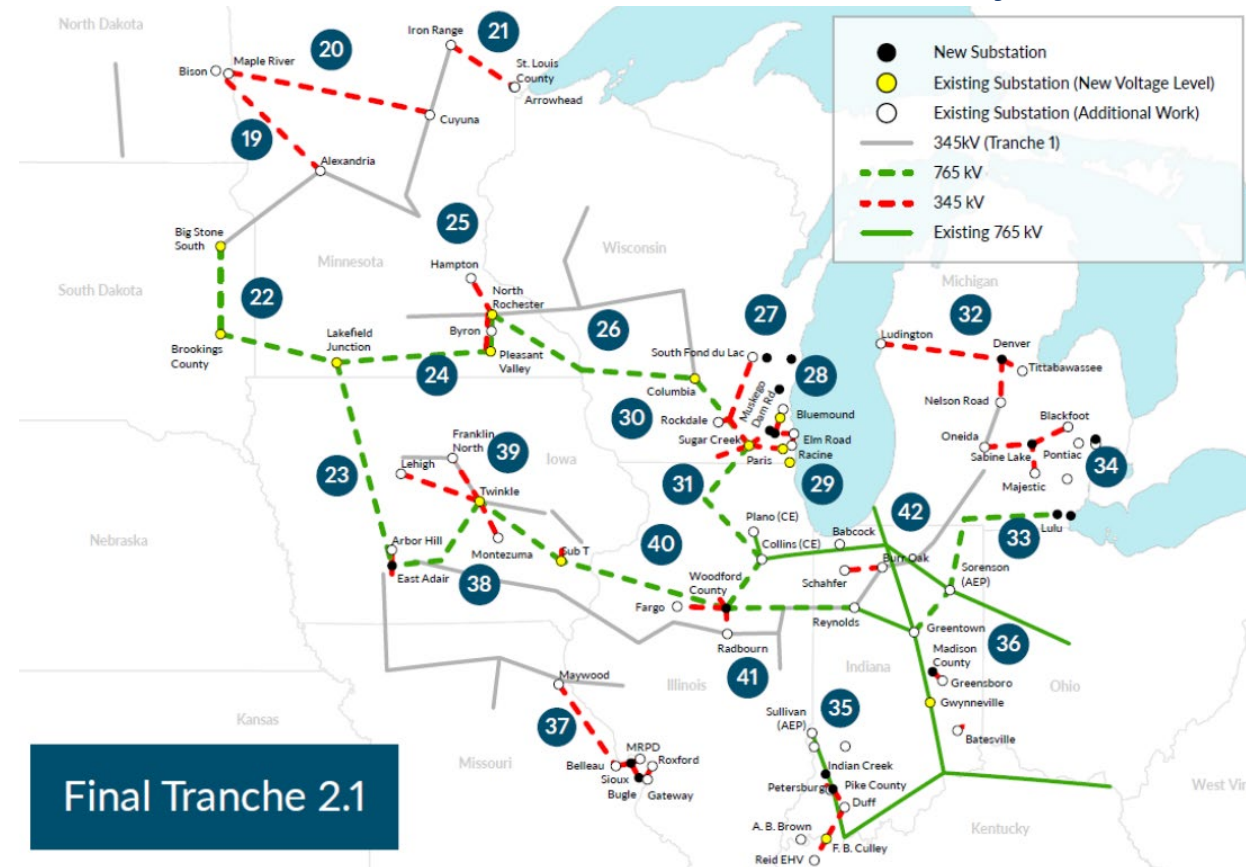 North Dakota
20
Iron Range
21
Bison
Maple River
St. Louis
County
Arrowhead
Cuyuna
19
Alexandria
New Substation
Existing Substation (New Voltage Level)
Existing Substation (Additional Work)
345kV (Tranche 1)
765 kV
345 kV
Existing 765 kV
25
Big Stone
South
Minnesota
Hampton
Wisconsin
Michigan
South Dakota
22
North
Rochester
Byron
26
27
32
Ludington
Denver
Tittabawassee
Brookings
County
Lakefield
Junction
24
Pleasant
Valley
South Fond du Lac
28
Columbia
Muskego
Dam Rd
Bluemound
Nelson Road
Blackfoot
30
Rockdale
Sugar Creek
Elm Road
Paris
Racine
29
Oneida
Sabine Lake
Pontiac
34
Majestic
Franklin
North
39
Iowa
Lehigh
23
Twinkle
31
Plano (CE)
Babcock
42
33
Lulu
Nebraska
Arbor Hill
Montezuma
40
Collins (CE)
Sub T
East Adair
38
Woodford
County
Schahfer
Burr Oak
Sorenson
(AEP)
Fargo
Reynolds
Greentown
Radbourn
36
Madison
County
Greensboro
Maywood
Illinois
41
Indiana
Ohio
Gwynneville
Kansas
37
Sullivan
(AEP)
35
Batesville
Missouri
MRPD
Belleau
Roxford
Sioux
Bugle
Gateway
Indian Creek
Petersburg
Pike County
Duff
West Vir
A. B. Brown
F. B. Culley
Reid EHV
Kentucky
Final Tranche 2.1